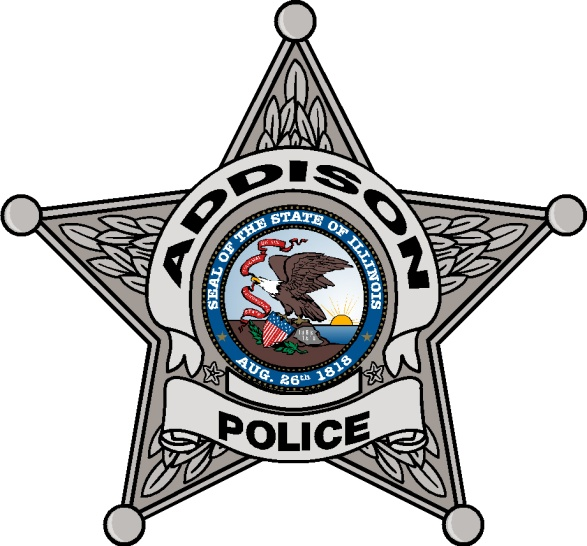 ADDISON
SEAL OF THE STATE OF ILLINOIS
AUG. 26th 1818
POLICE